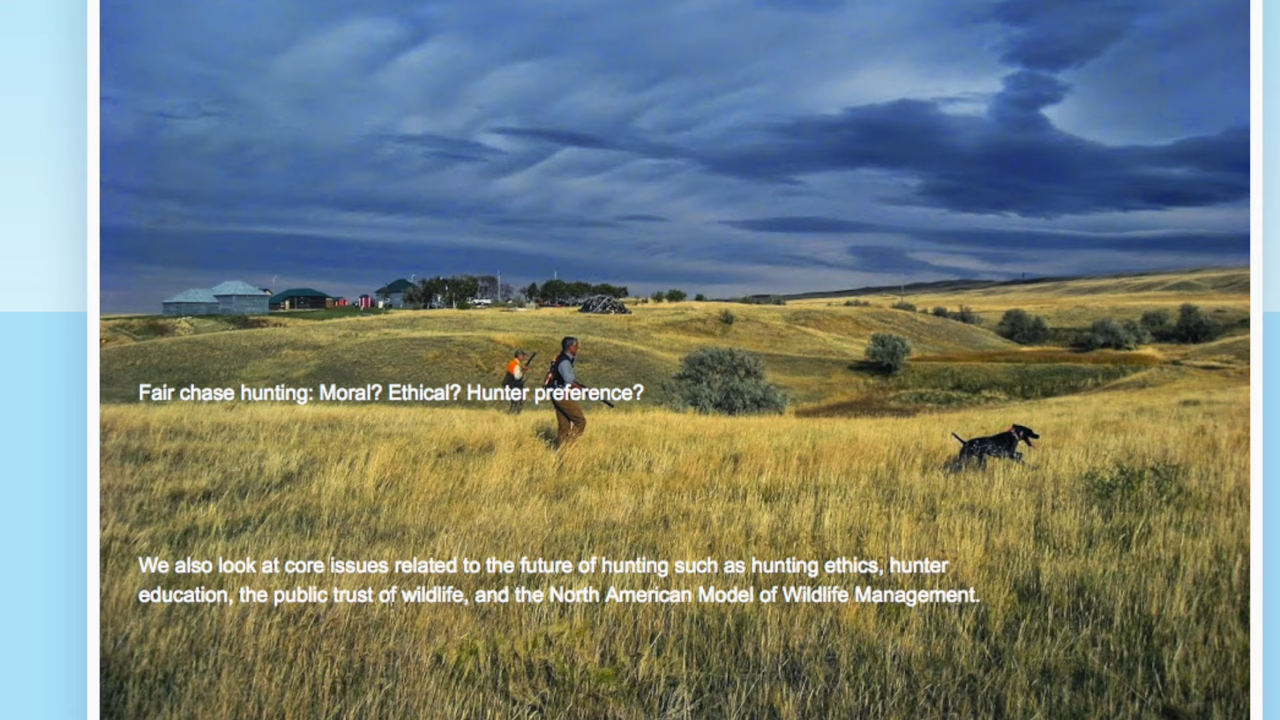 Fair chase hunting: Moral? Ethical? Hunter preference?
We also look at core issues related to the future of hunting such as hunting ethics, hunter
education, the public trust of wildlife, and the North American Model of Wildlife Management.